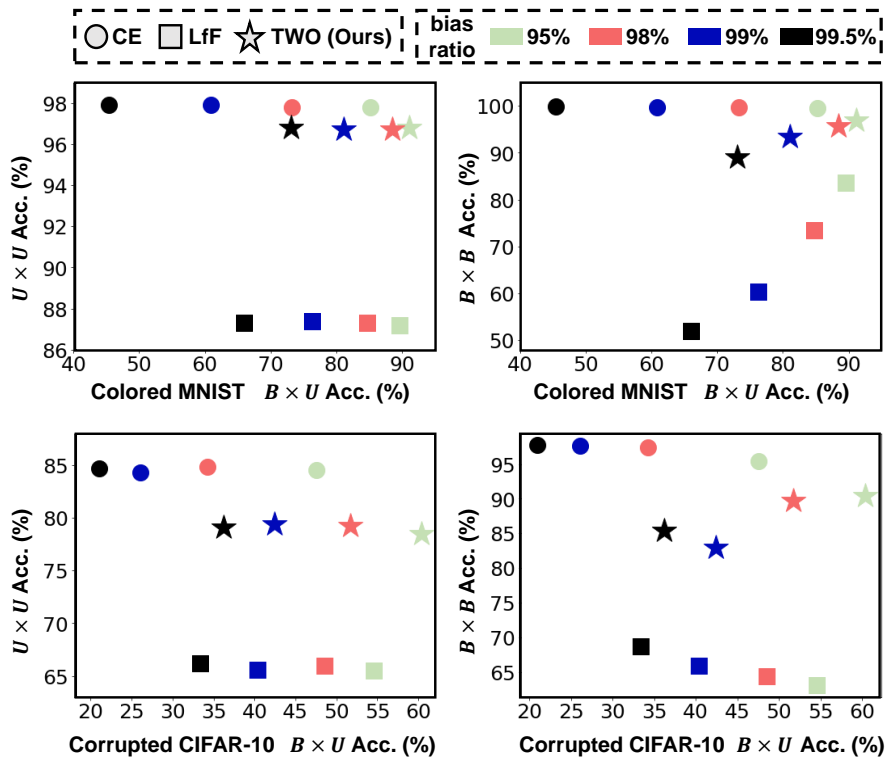 CE LfF TWO (Ours)
bias ratio 95% 98% 99% 99.5%
U × U Acc. (%)
98
96
94
92
90
88
86
40 50 60 70 80 90
Colored MNIST B × U Acc. (%)
B × B Acc. (%)
100
90
80
70
60
50
40 50 60 70 80 90
Colored MNIST B × U Acc. (%)
U × U Acc. (%)
85
80
75
70
65
20 25 30 35 40 45 50 55 60
Corrupted CIFAR-10 B × U Acc. (%)
B × B Acc. (%)
95
90
85
80
75
70
65
20 25 30 35 40 45 50 55 60
Corrupted CIFAR-10 B × U Acc. (%)